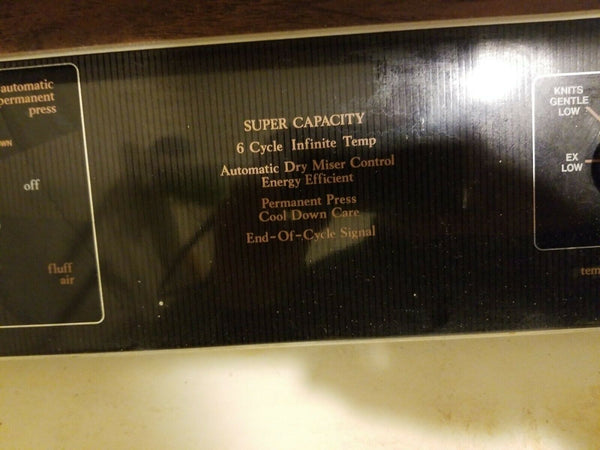 automatic
permanent
press
off
fluff
air
SUPER CAPACITY
6 Cycle Infinite Temp
Automatic Dry Miser Control
Energy Efficient
Permanent Press
Cool Down Care
End-Of-Cycle Signal
KNITS
GENTLE
LOW
EX
LOW